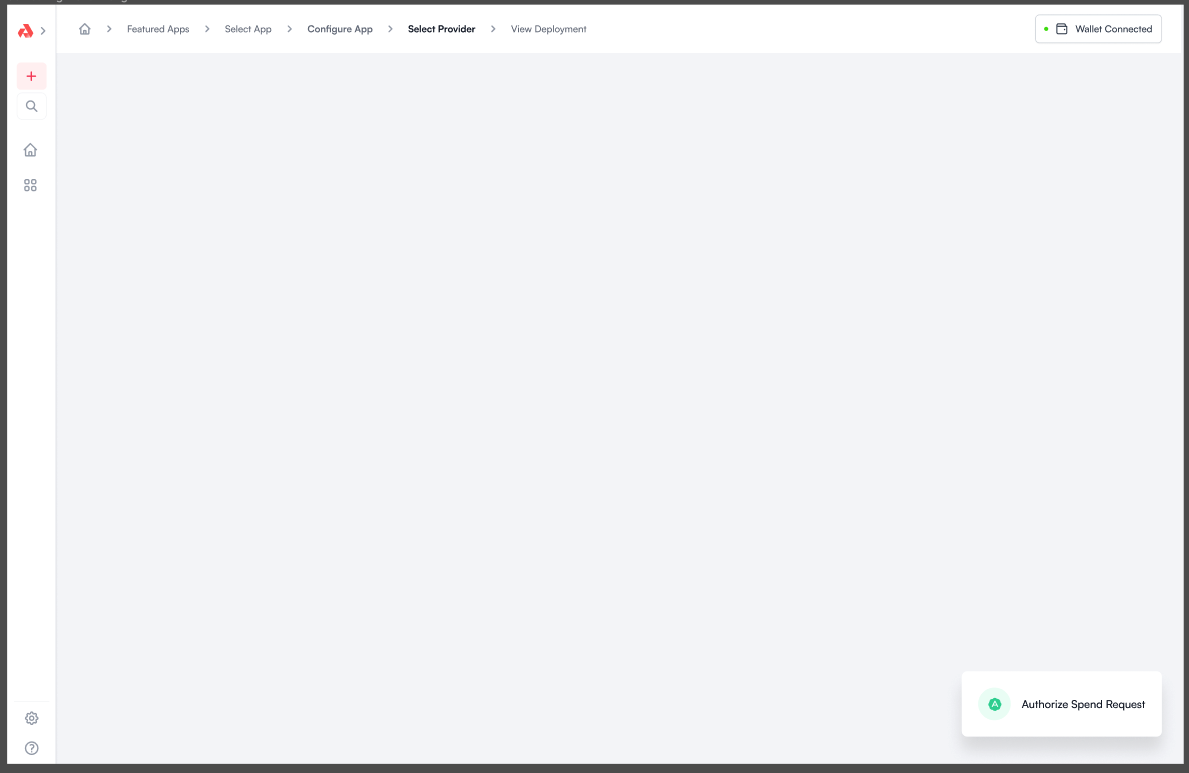 Featured Apps
Select App
Configure App
Select Provider
View Deployment
Wallet Connected
Authorize Spend Request